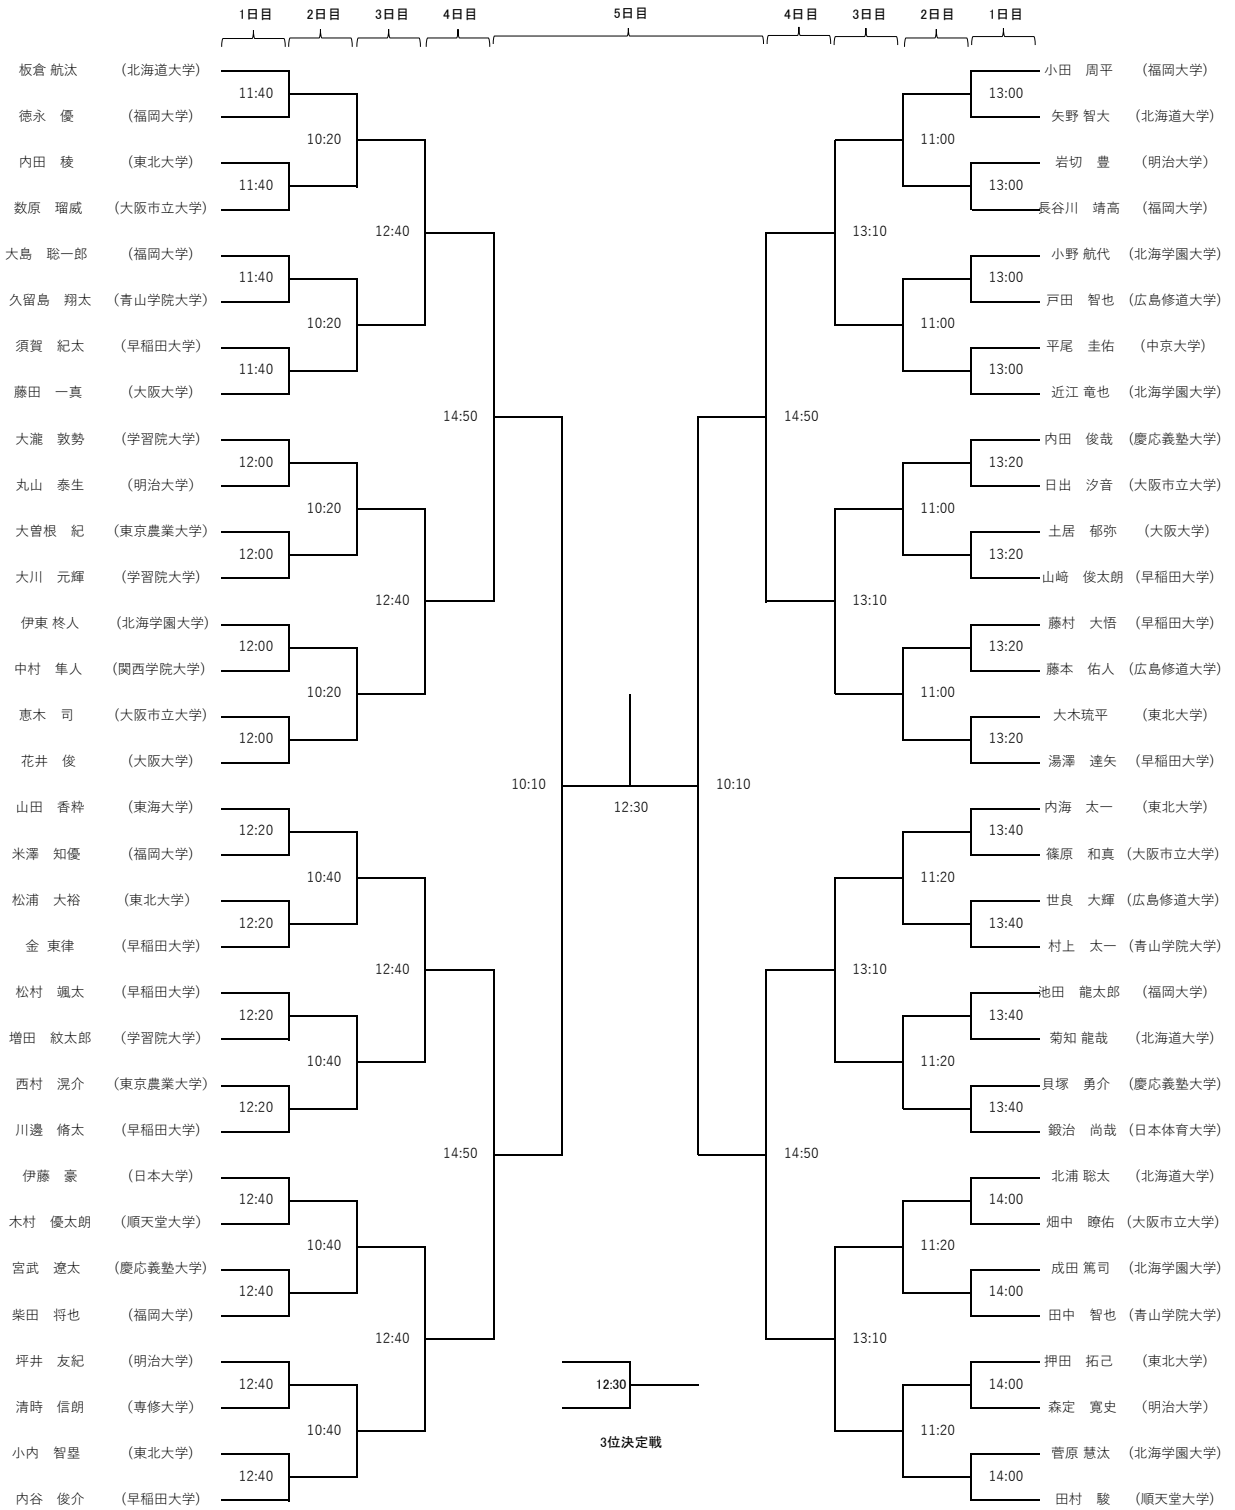 1日目 2日目 3日目 4日目 5日目 4日目 3日目 2日目 1日目
板倉 航汰 (北海道大学)
11:40
徳永 優 (福岡大学)
10:20
内田 稜 (東北大学)
11:40
数原 瑠威 (大阪市立大学)
12:40
大島 聡一郎 (福岡大学)
11:40
久留島 翔太 (青山学院大学)
10:20
須賀 紀太 (早稲田大学)
11:40
藤田 一真 (大阪大学)
14:50
大瀧 敦勢 (学習院大学)
12:00
丸山 泰生 (明治大学)
10:20
大曽根 紀 (東京農業大学)
12:00
大川 元輝 (学習院大学)
12:40
伊東 柊人 (北海学園大学)
12:00
中村 隼人 (関西学院大学)
10:20
恵木 司 (大阪市立大学)
12:00
花井 俊 (大阪大学)
10:10
山田 香粋 (東海大学)
12:20
米澤 知優 (福岡大学)
10:40
松浦 大裕 (東北大学)
12:20
金 東律 (早稲田大学)
12:40
松村 颯太 (早稲田大学)
12:20
増田 紋太郎 (学習院大学)
10:40
西村 滉介 (東京農業大学)
12:20
川邊 脩太 (早稲田大学)
14:50
伊藤 豪 (日本大学)
12:40
木村 優太朗 (順天堂大学)
10:40
宮武 遼太 (慶応義塾大学)
12:40
柴田 将也 (福岡大学)
12:40
坪井 友紀 (明治大学)
12:40
清時 信朗 (専修大学)
10:40
小内 智塁 (東北大学)
12:40
内谷 俊介 (早稲田大学)
12:30
12:30
3位決定戦
小田 周平 (福岡大学)
13:00
矢野 智大 (北海道大学)
11:00
岩切 豊 (明治大学)
13:00
長谷川 靖高 (福岡大学)
13:10
小野 航代 (北海学園大学)
13:00
戸田 智也 (広島修道大学)
11:00
平尾 圭佑 (中京大学)
13:00
近江 竜也 (北海学園大学)
14:50
内田 俊哉 (慶応義塾大学)
13:20
日出 汐音 (大阪市立大学)
11:00
土居 郁弥 (大阪大学)
13:20
山﨑 俊太朗 (早稲田大学)
13:10
藤村 大悟 (早稲田大学)
13:20
藤本 佑人 (広島修道大学)
11:00
大木琉平 (東北大学)
13:20
湯澤 達矢 (早稲田大学)
10:10
内海 太一 (東北大学)
13:40
篠原 和真 (大阪市立大学)
11:20
世良 大輝 (広島修道大学)
13:40
村上 太一 (青山学院大学)
13:10
池田 龍太郎 (福岡大学)
13:40
菊知 龍哉 (北海道大学)
11:20
貝塚 勇介 (慶応義塾大学)
13:40
鍛治 尚哉 (日本体育大学)
14:50
北浦 聡太 (北海道大学)
14:00
畑中 瞭佑 (大阪市立大学)
11:20
成田 篤司 (北海学園大学)
14:00
田中 智也 (青山学院大学)
13:10
押田 拓己 (東北大学)
14:00
森定 寛史 (明治大学)
11:20
菅原 慧汰 (北海学園大学)
14:00
田村 駿 (順天堂大学)